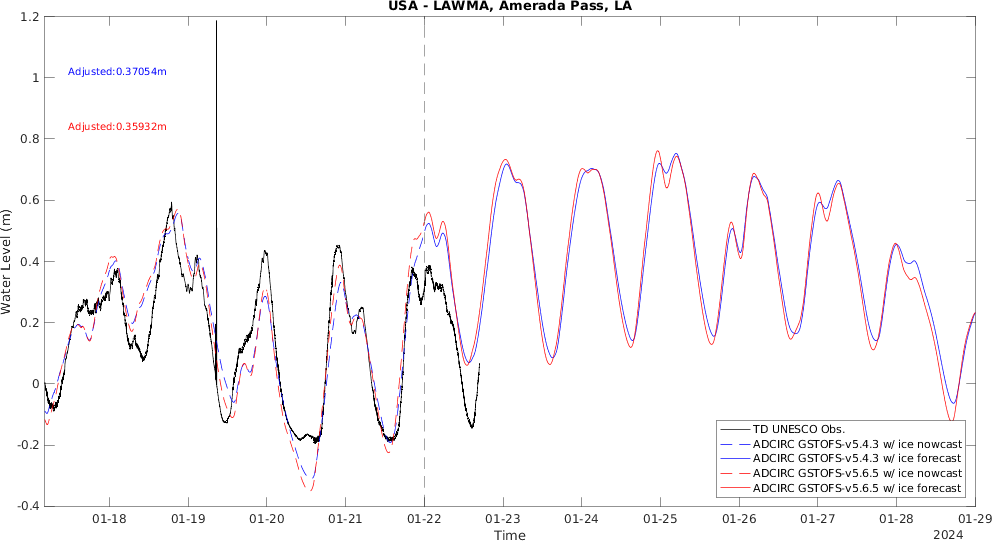 USA - LAWMA, Amerada Pass, LA
Water Level (m)
1.2
1
0.8
0.6
0.4
0.2
0
-0.2
-0.4
Adjusted:0.37054m
Adjusted:0.35932m
TD UNESCO Obs.
ADCIRC GSTOFS-v5.4.3 w/ ice nowcast
ADCIRC GSTOFS-v5.4.3 w/ ice forecast
ADCIRC GSTOFS-v5.6.5 w/ ice nowcast
ADCIRC GSTOFS-v5.6.5 w/ ice forecast
01-18 01-19 01-20 01-21 01-22 01-23 01-24 01-25 01-26 01-27 01-28 01-29
Time
2024